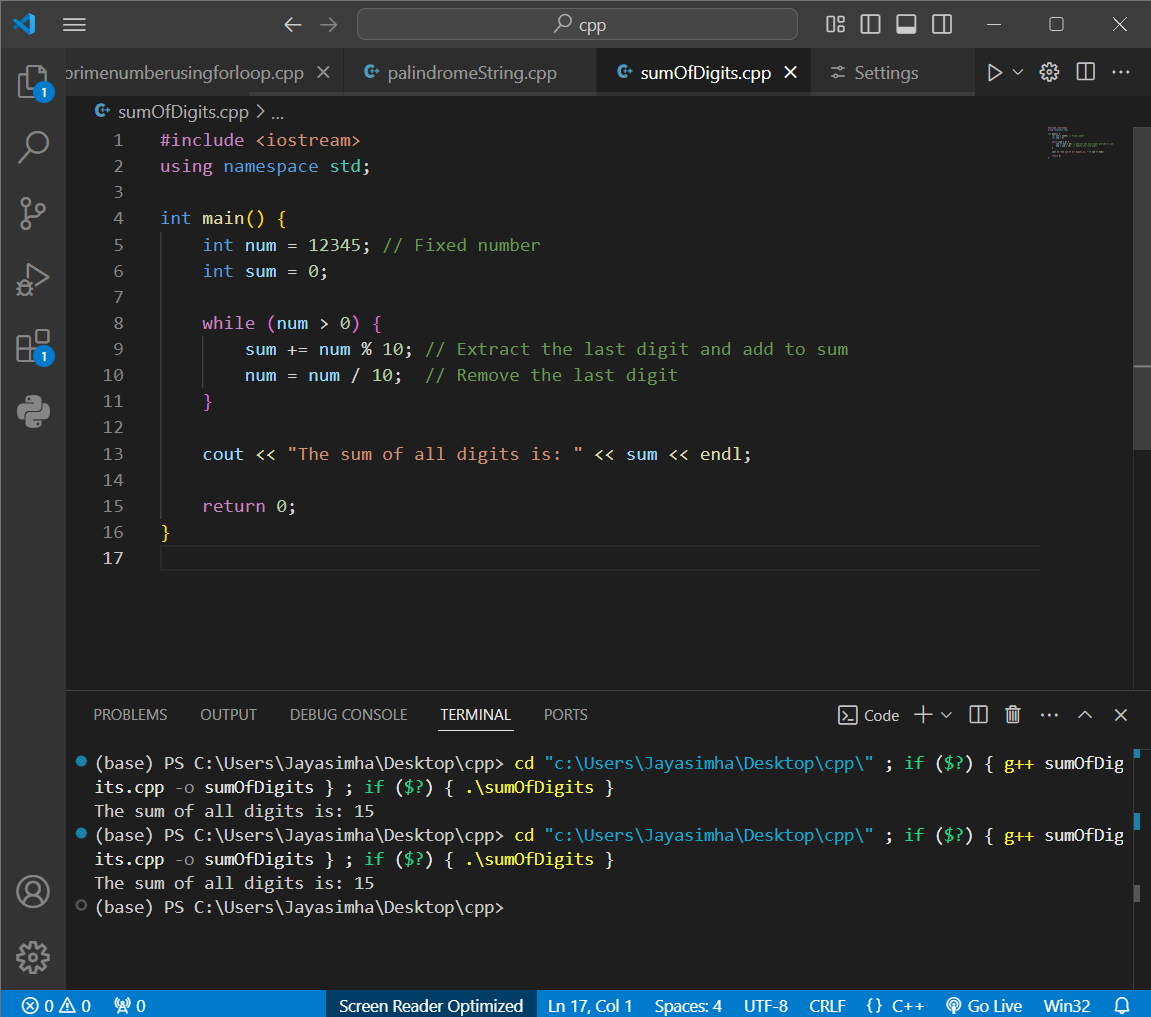 cpp
primenumberusingforloop.cpp
palindromeString.cpp
sumOfDigits.cpp
Settings
1
sumOfDigits.cpp > ...
1 #include <iostream>
2 using namespace std;
3
4 int main() {
5     int num = 12345; // Fixed number
6     int sum = 0;
7
8     while (num > 0) {
9         sum += num % 10; // Extract the last digit and add to sum
10         num = num / 10;  // Remove the last digit
11     }
12
13     cout << "The sum of all digits is: " << sum << endl;
14
15     return 0;
16 }
17
1
PROBLEMS OUTPUT DEBUG CONSOLE TERMINAL PORTS Code
(base) PS C:\Users\Jayasimha\Desktop\cpp> cd "c:\Users\Jayasimha\Desktop\cpp\" ; if ($?) { g++ sumOfDig
its.cpp -o sumOfDigits } ; if ($?) { .\sumOfDigits }
The sum of all digits is: 15
(base) PS C:\Users\Jayasimha\Desktop\cpp> cd "c:\Users\Jayasimha\Desktop\cpp\" ; if ($?) { g++ sumOfDig
its.cpp -o sumOfDigits } ; if ($?) { .\sumOfDigits }
The sum of all digits is: 15
(base) PS C:\Users\Jayasimha\Desktop\cpp>
0 0 0 Screen Reader Optimized Ln 17, Col 1 Spaces: 4 UTF-8 CRLF {} C++ Go Live Win32